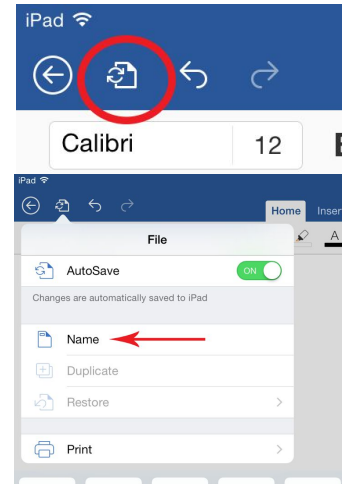 iPad
Calibri 12
iPad
Home Inser
File
A
AutoSave ON
Changes are automatically saved to iPad
Name
Duplicate
Restore
Print